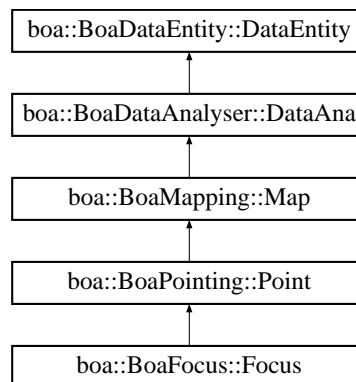 boa::BoaDataEntity::DataEntity
boa::BoaDataAnalyser::DataAna
boa::BoaMapping::Map
boa::BoaPointing::Point
boa::BoaFocus::Focus